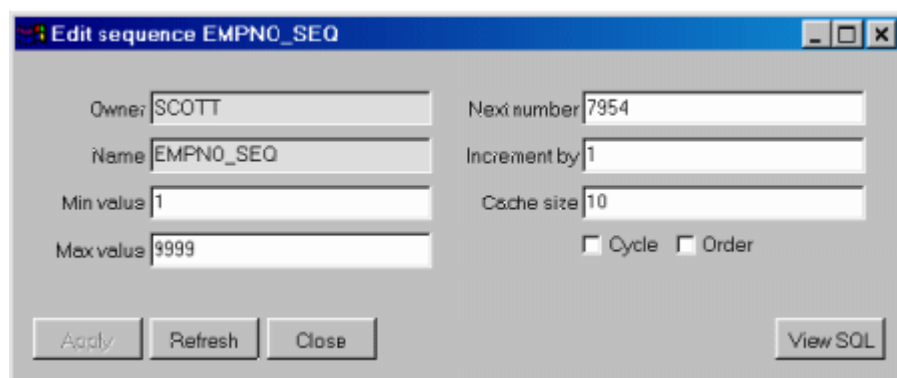 Edit sequence EMPNO_SEQ
Owner SCOTT
Next number 7954
Name EMPNO_SEQ
Increment by 1
Min value 1
Cache size 10
Max value 9999
Cycle Order
Apply Refresh Close View SQL